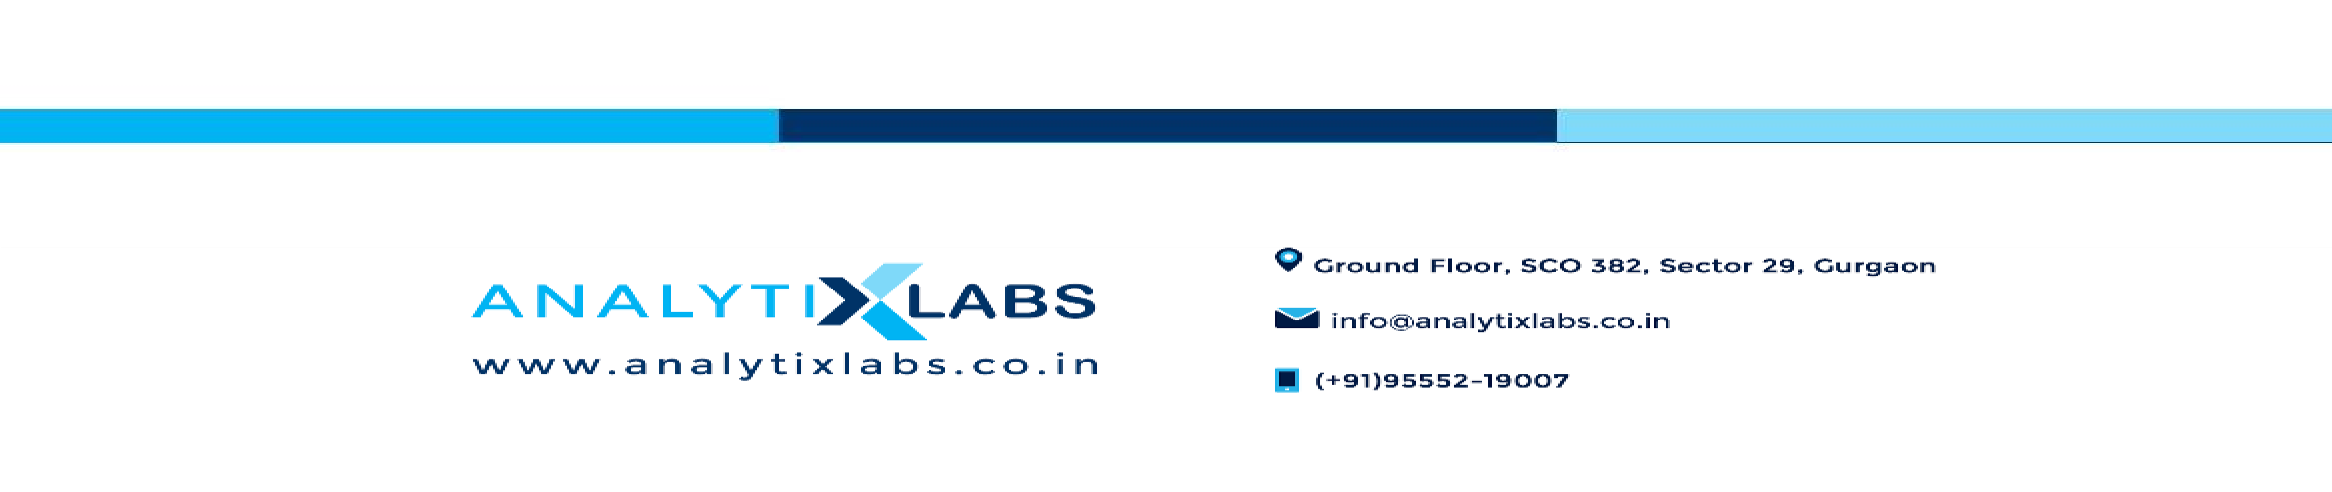 ANALYTIXLABS
www.analytixlabs.co.in
Ground Floor, SCO 382, Sector 29, Gurgaon
info@analytixlabs.co.in
(+91)95552-19007